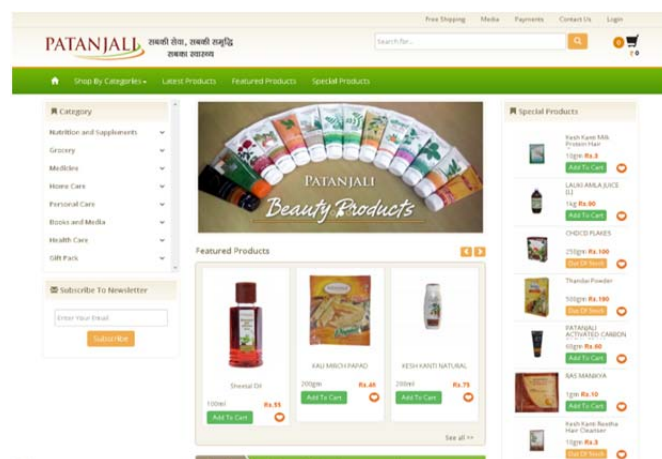 Free Shipping Media Payments Contact Us Login
PATANJALI
सबकी सेवा, सबकी समृद्धि
सबका स्वास्थ्य
Search for...
0
₹ 0
Shop By Categories
Latest Products
Featured Products
Special Products
Category
Nutrition and Supplements
Grocery
Medicine
Home Care
Personal Care
Books and Media
Health Care
Gift Pack
Subscribe To Newsletter
Enter Your Email
Subscribe
PATANJALI
Beauty Products
Featured Products
Sheetal Oil
100ml Rs.55
Add To Cart
KALI MIRCH PAPAD
200gm Rs.46
Add To Cart
KESH KANTI NATURAL
200ml Rs.75
Add To Cart
See all >>
Special Products
Kesh Kanti Milk
Protein Hair
10gm Rs.3
Add To Cart
LAUKI AMLA JUICE
1kg Rs.90
Add To Cart
CHOCO FLAKES
250gm Rs.100
Out Of Stock
Thandai Powder
500gm Rs.190
Out Of Stock
PATANJALI
ACTIVATED CARBON
60gm Rs.60
Add To Cart
RAS MANIKYA
1gm Rs.10
Add To Cart
Kesh Kanti Reetha
Hair Cleanser
10gm Rs.3
Out Of Stock